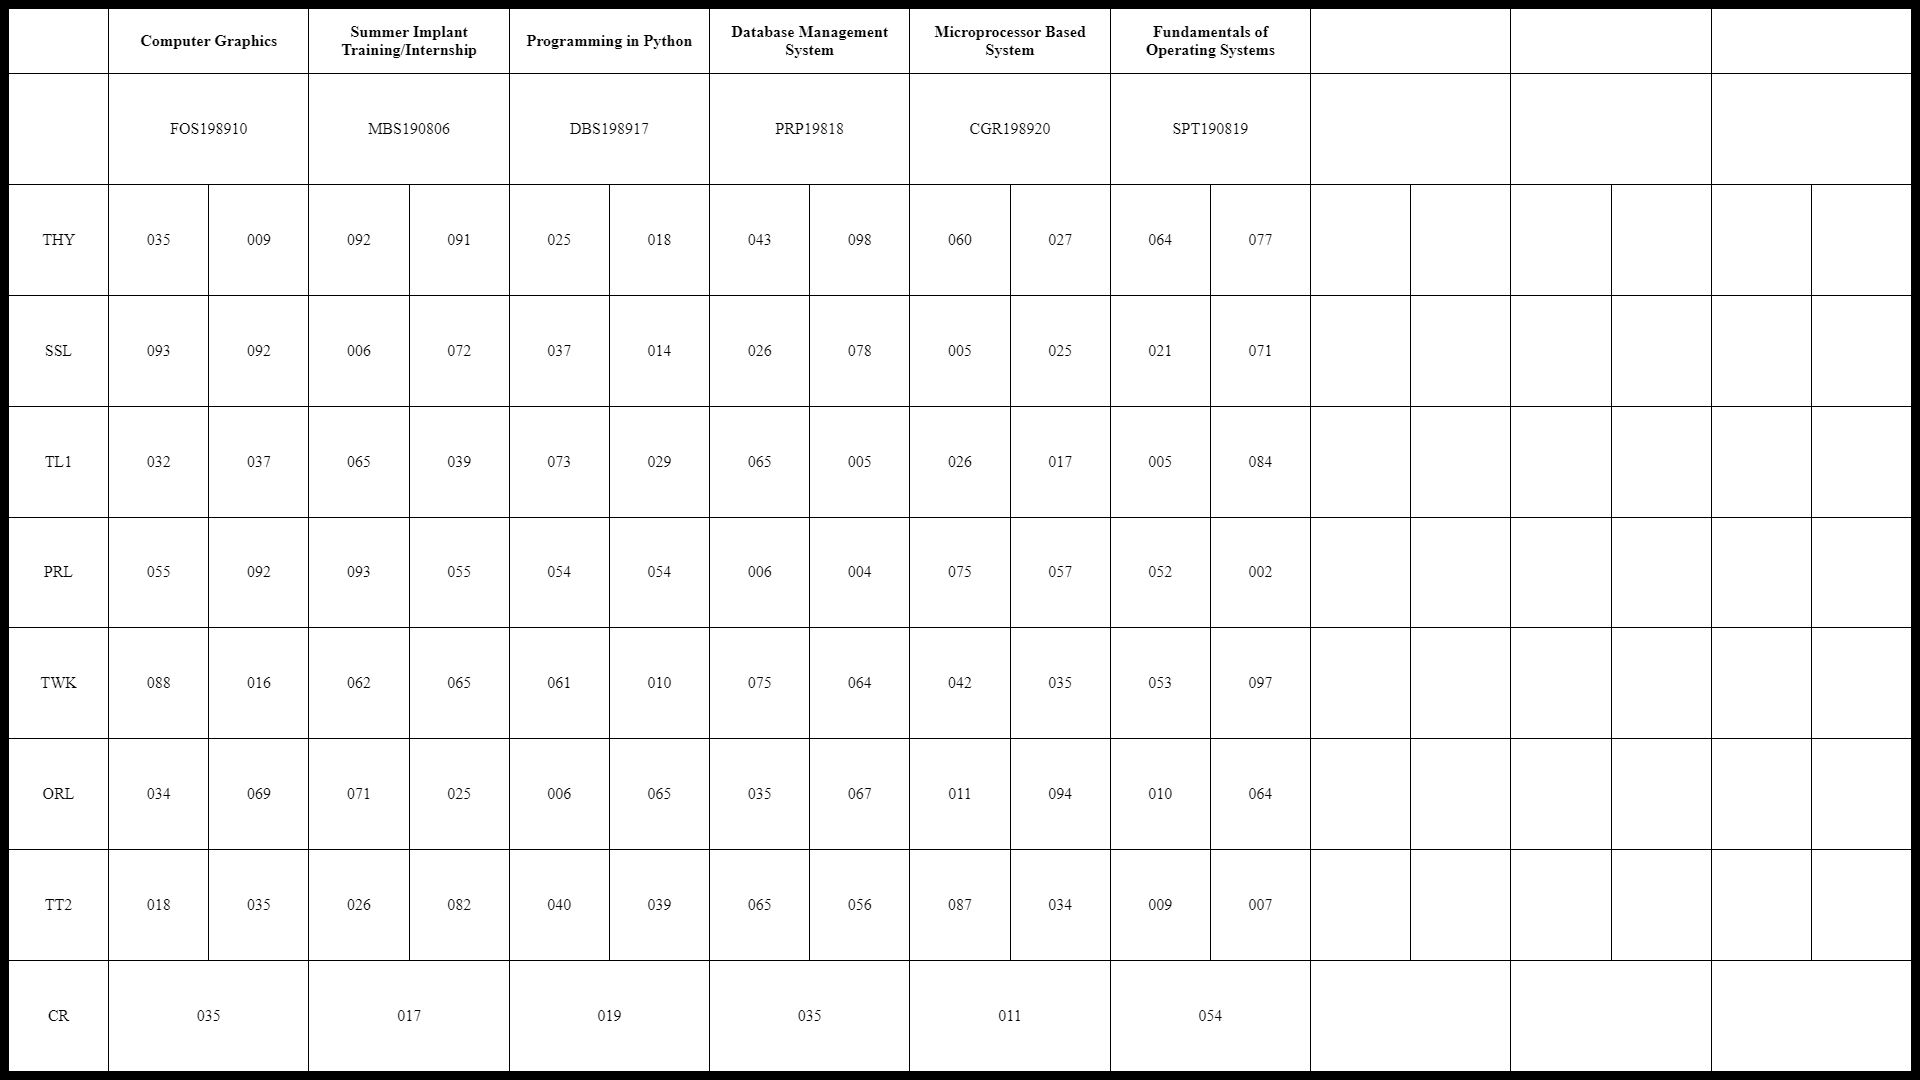 Computer Graphics Summer Implant Training/Internship Programming in Python Database Management System Microprocessor Based System Fundamentals of Operating Systems
FOS198910 MBS190806 DBS198917 PRP19818 CGR198920 SPT190819
THY 035 009 092 091 025 018 043 098 060 027 064 077
SSL 093 092 006 072 037 014 026 078 005 025 021 071
TL1 032 037 065 039 073 029 065 005 026 017 005 084
PRL 055 092 093 055 054 054 006 004 075 057 052 002
TWK 088 016 062 065 061 010 075 064 042 035 053 097
ORL 034 069 071 025 006 065 035 067 011 094 010 064
TT2 018 035 026 082 040 039 065 056 087 034 009 007
CR 035 017 019 035 011 054